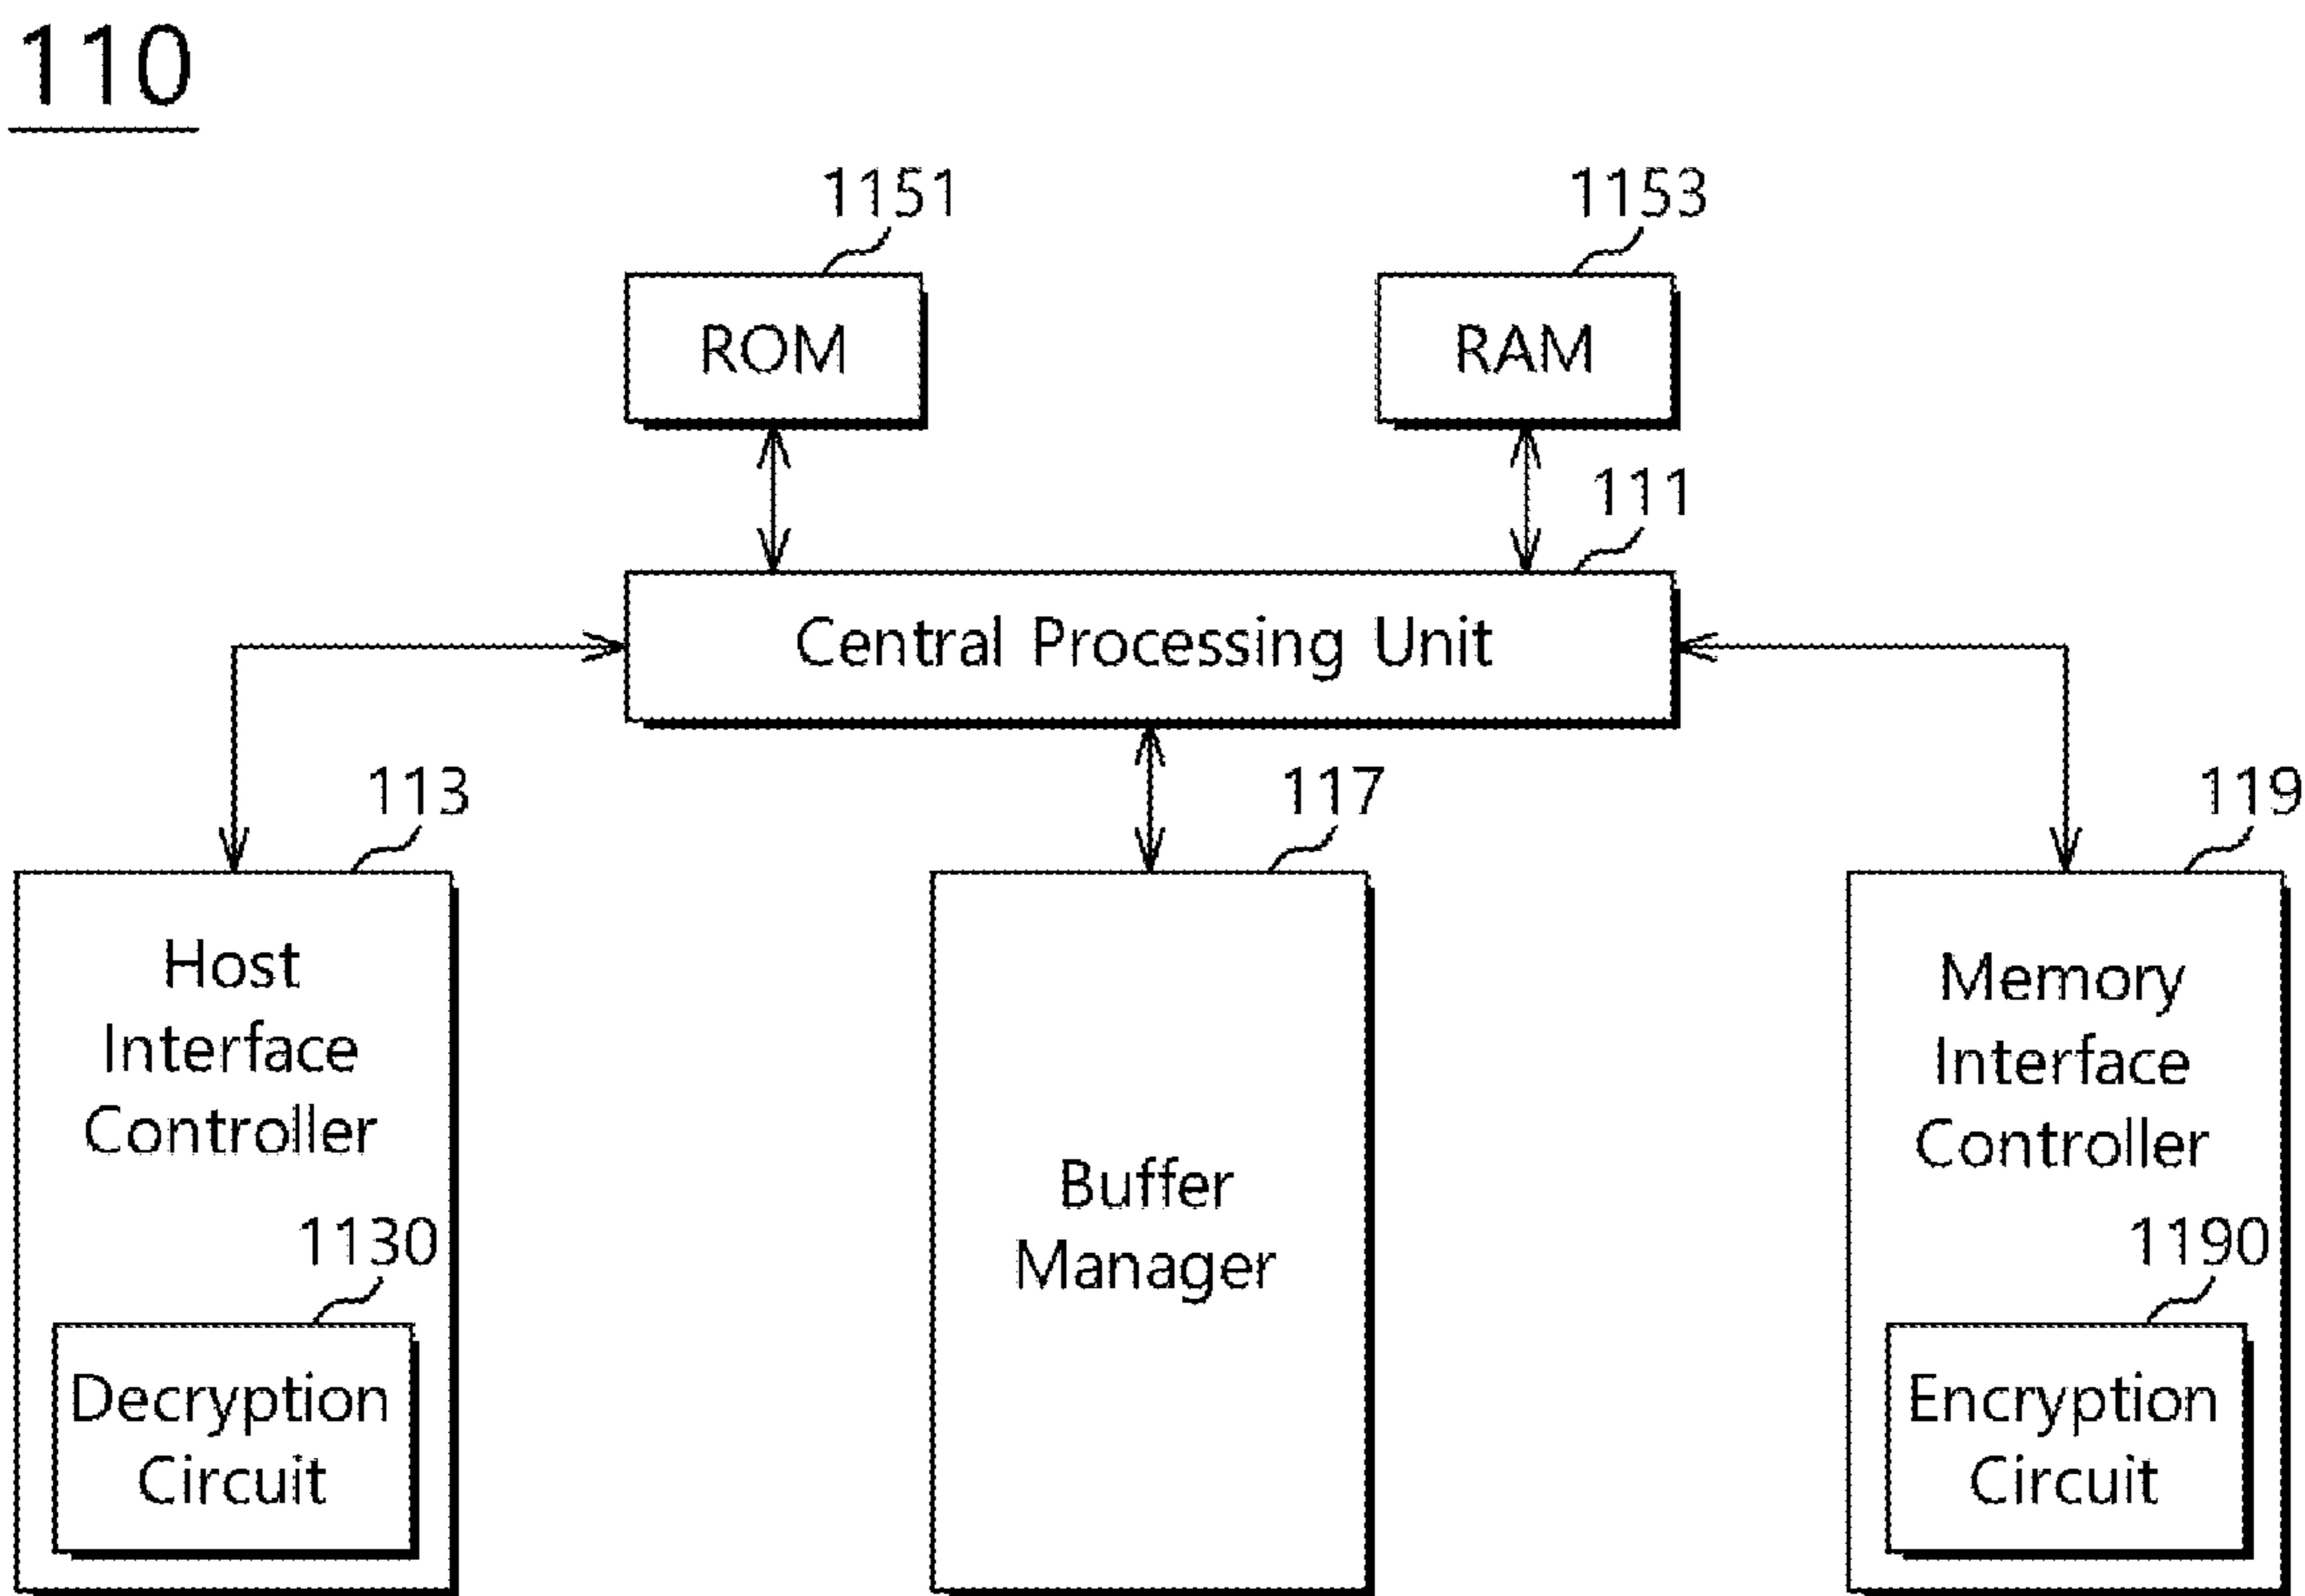 110
1151
1153
ROM
RAM
111
Central Processing Unit
113
117
119
Host
Interface
Controller
1130
Decryption
Circuit
Buffer
Manager
Memory
Interface
Controller
1190
Encryption
Circuit